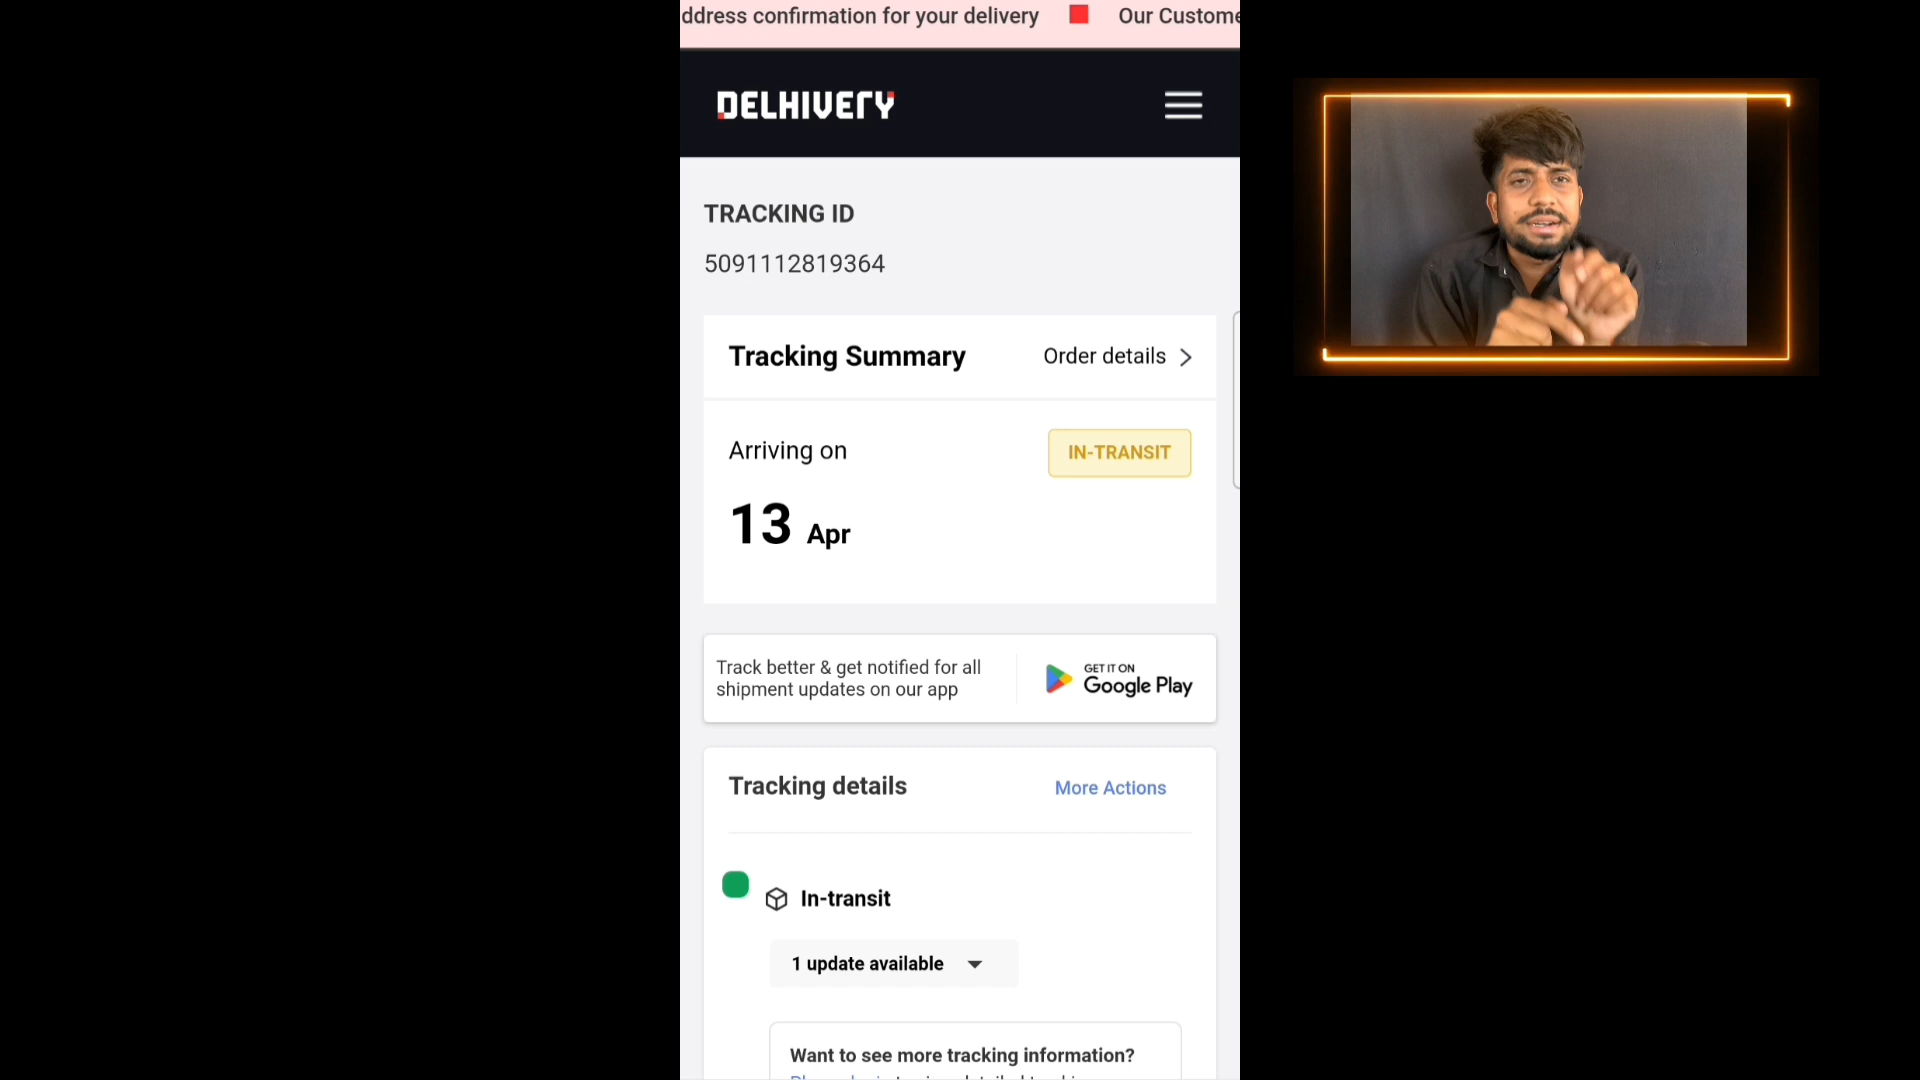 ddress confirmation for your delivery Our Custome
DELHIVERY
TRACKING ID
5091112819364
Tracking Summary Order details
Arriving on IN-TRANSIT
13 Apr
Track better & get notified for all
shipment updates on our app
GET IT ON
Google Play
Tracking details More Actions
In-transit
1 update available
Want to see more tracking information?